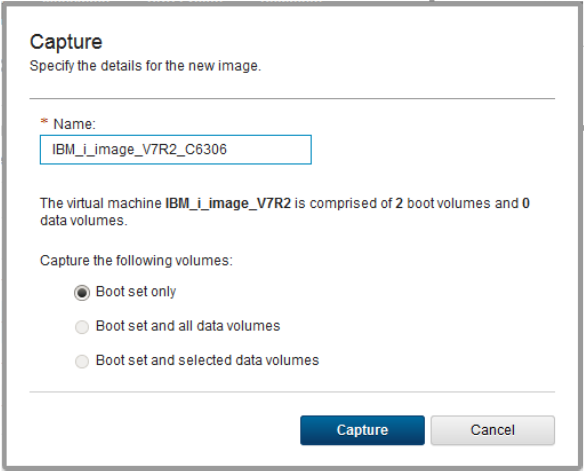 Capture
Specify the details for the new image.
* Name:
IBM_i_image_V7R2_C6306
The virtual machine IBM_i_image_V7R2 is comprised of 2 boot volumes and 0
data volumes.
Capture the following volumes:
Boot set only
Boot set and all data volumes
Boot set and selected data volumes
Capture
Cancel